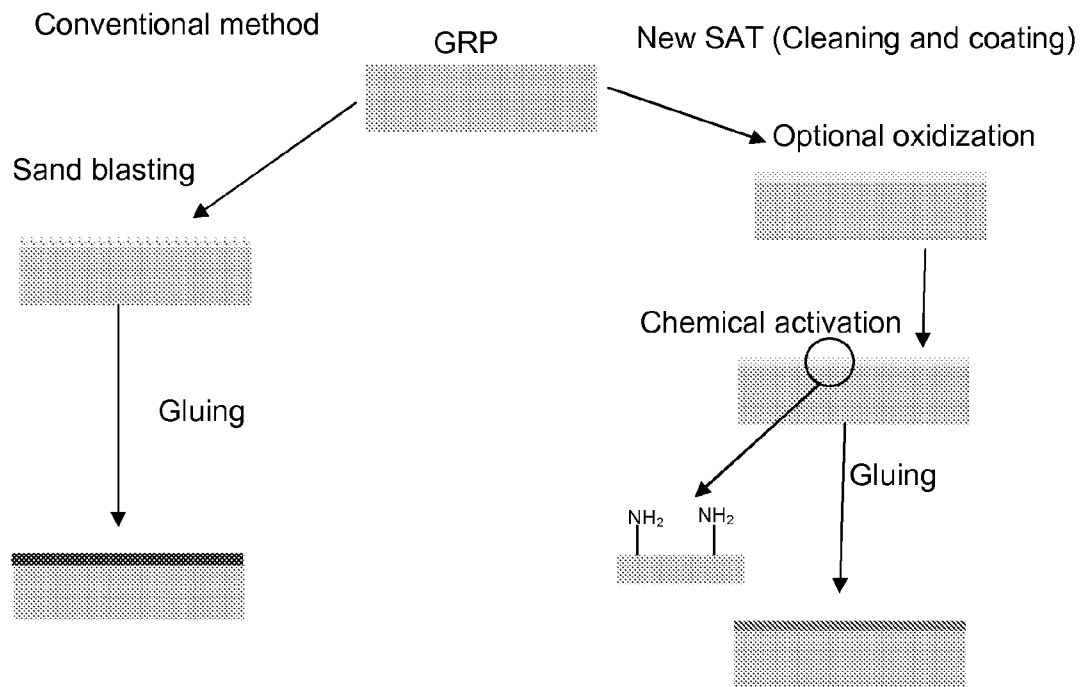 Conventional method
GRP
New SAT (Cleaning and coating)
Optional oxidization
Sand blasting
Chemical activation
Gluing
Gluing
NH₂
NH₂